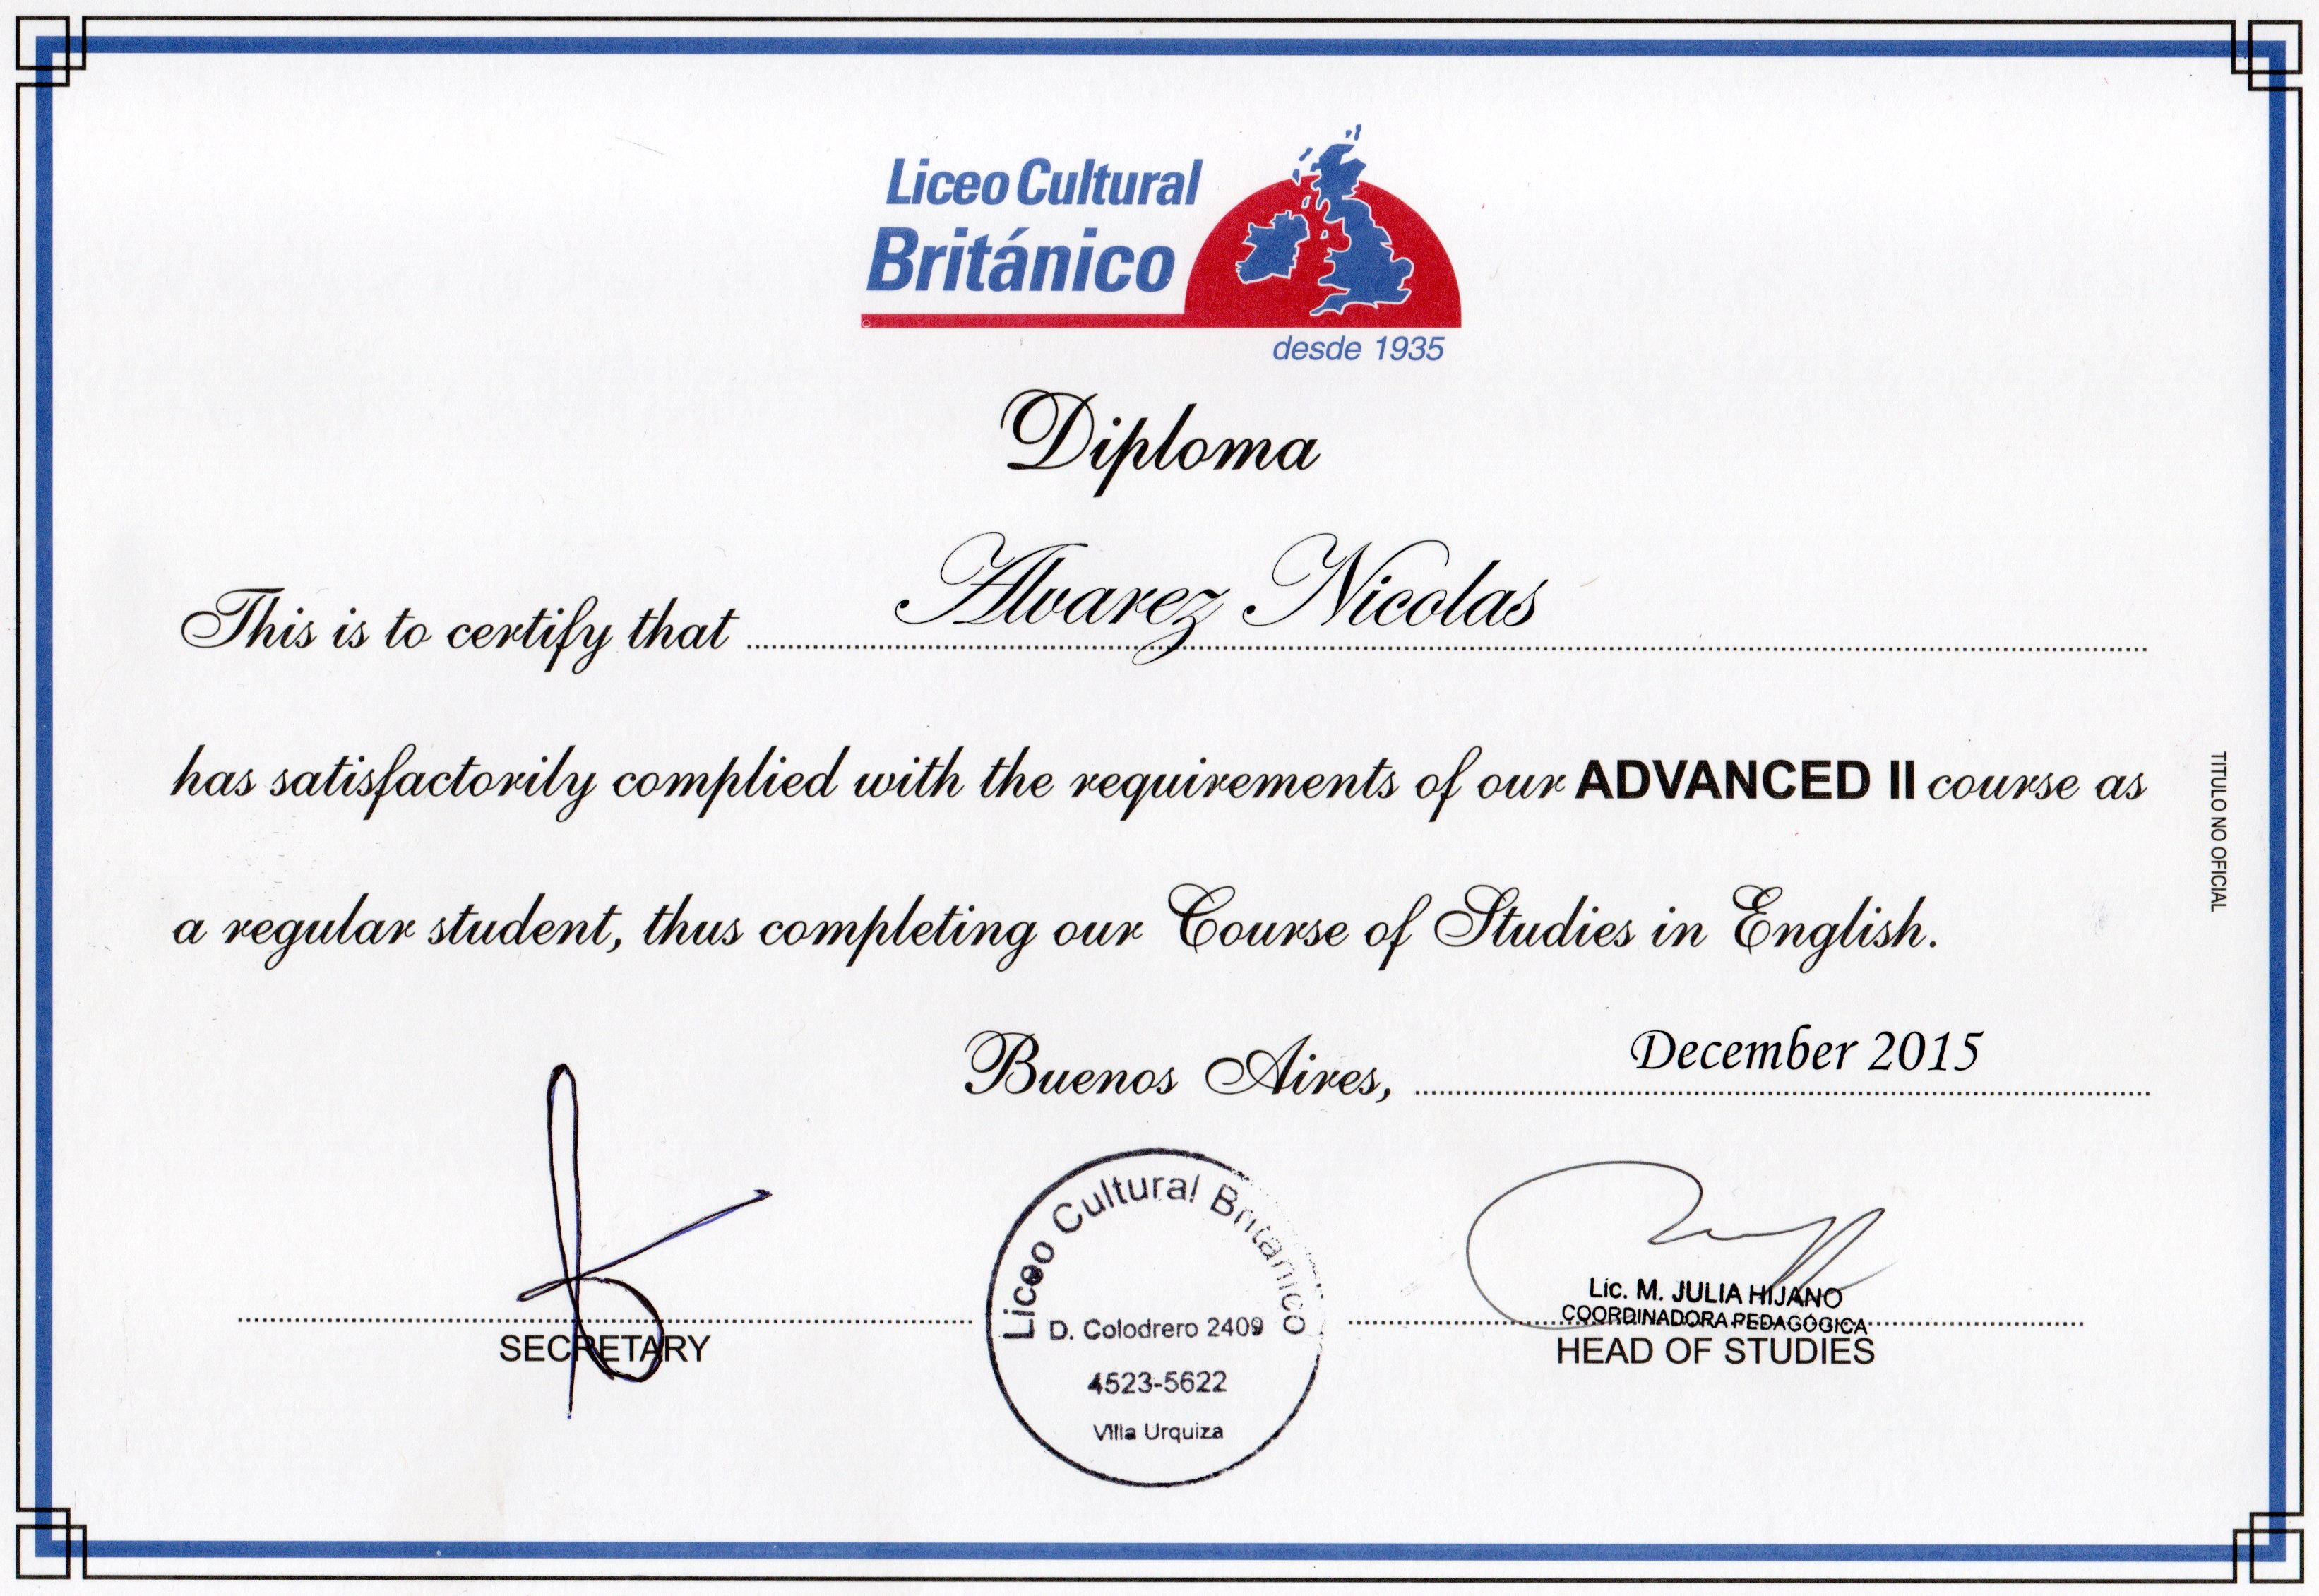 Liceo Cultural
Británico
desde 1935
Diploma
This is to certify that Alvarez Nicolas
has satisfactorily complied with the requirements of our ADVANCED II course as
a regular student, thus completing our Course of Studies in English.
TITULO NO OFICIAL
Buenos Aires, December 2015
SECRETARY
Liceo Cultural Britanico
D. Colodrero 2409
4523-5622
Villa Urquiza
Lic. M. JULIA HIJANO
COORDINADORA PEDAGÓGICA
HEAD OF STUDIES